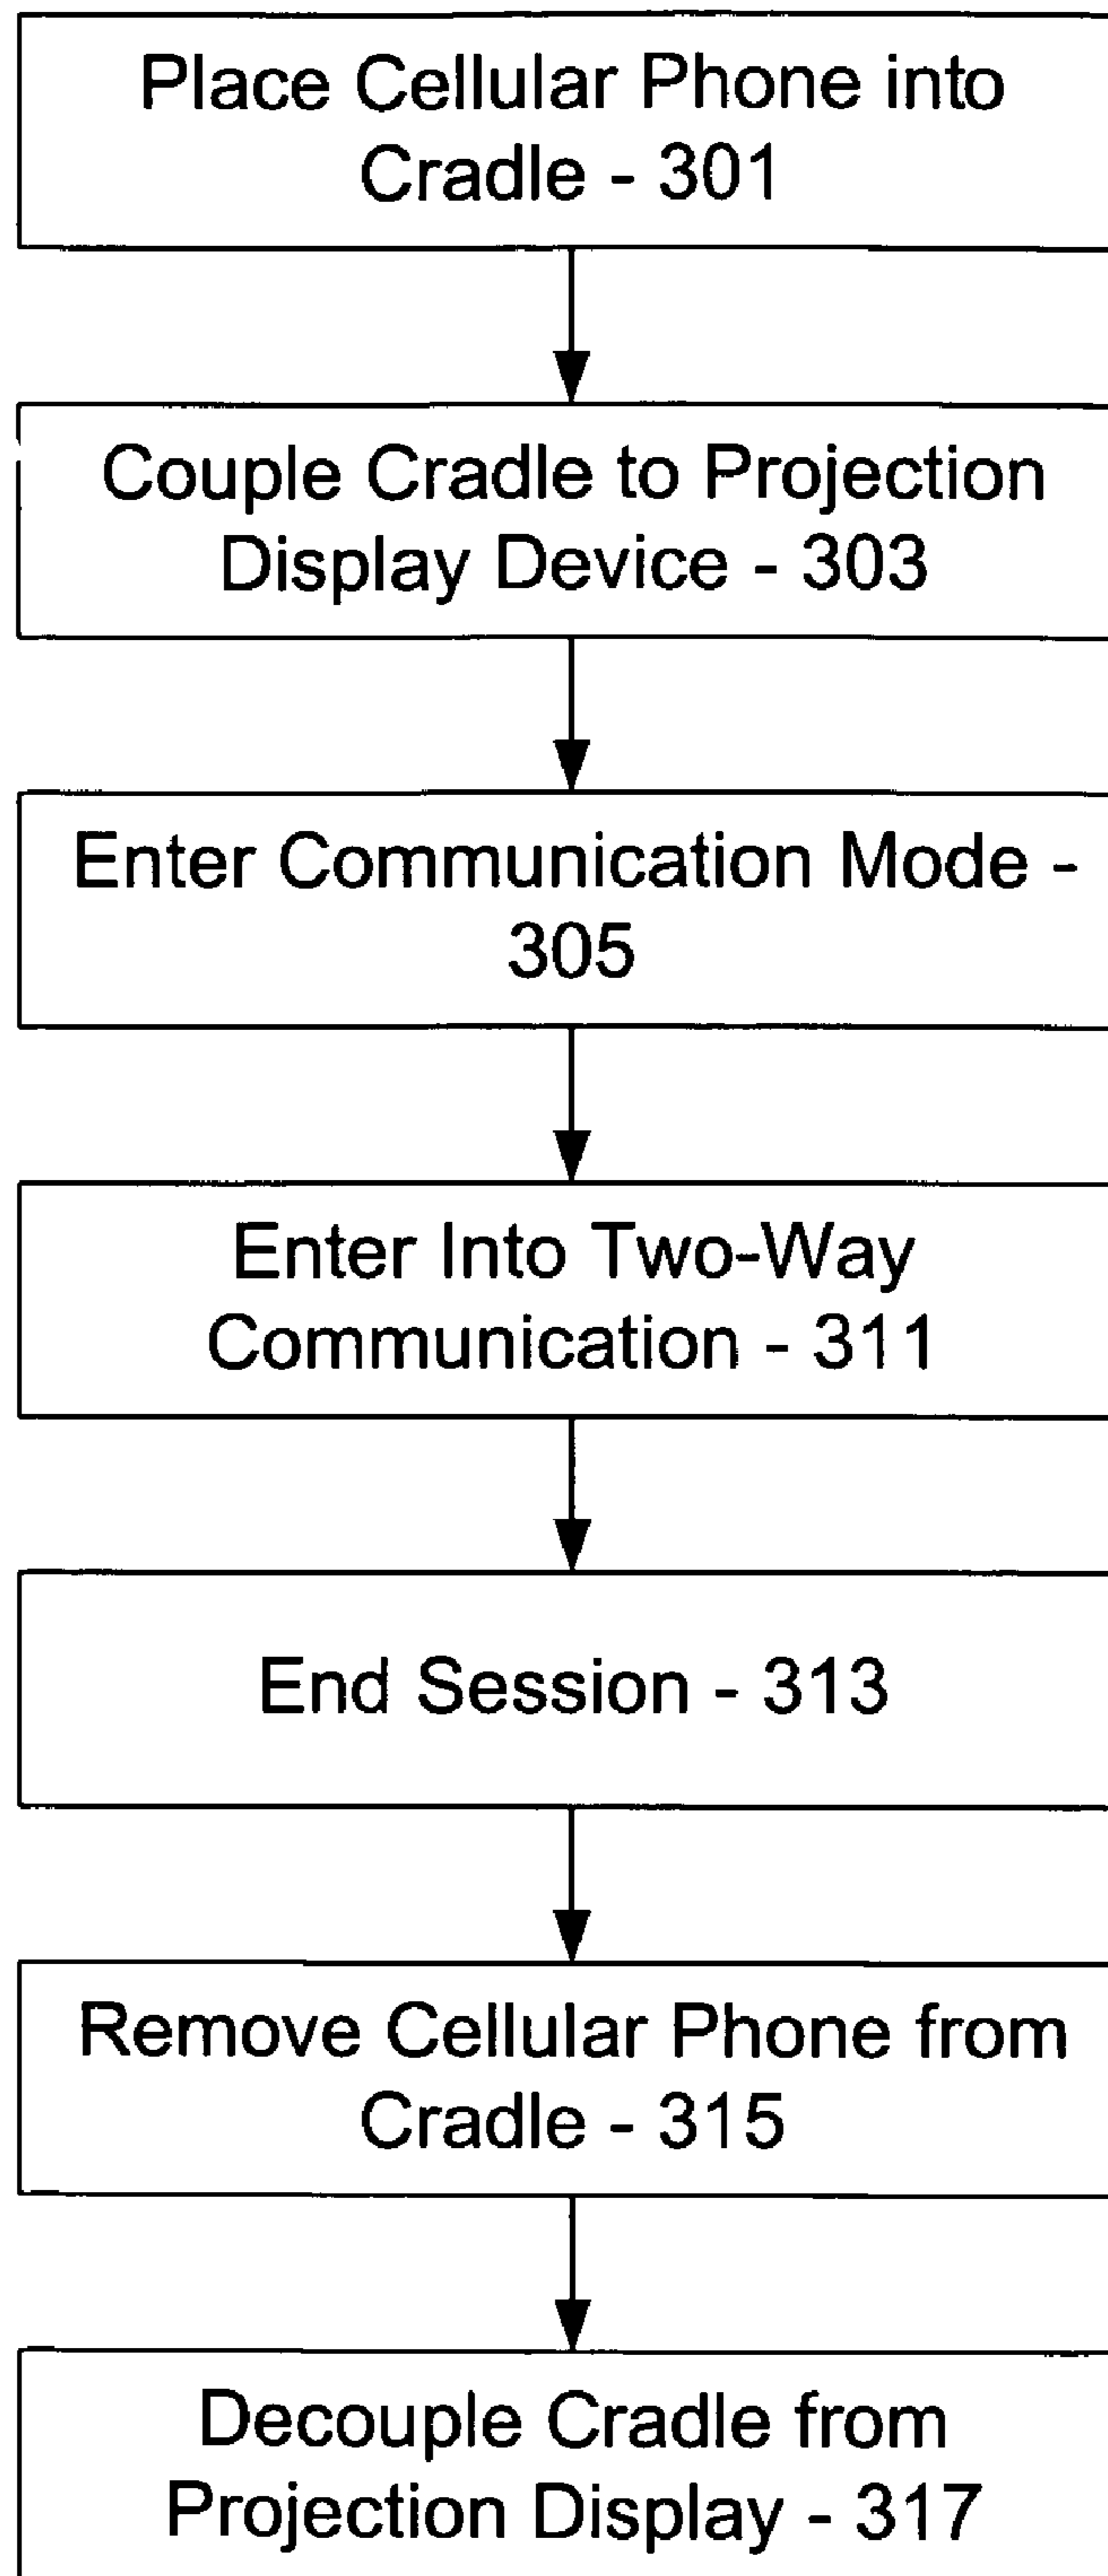 Place Cellular Phone into
Cradle - 301
Couple Cradle to Projection
Display Device - 303
Enter Communication Mode -
305
Enter Into Two-Way
Communication - 311
End Session - 313
Remove Cellular Phone from
Cradle - 315
Decouple Cradle from
Projection Display - 317